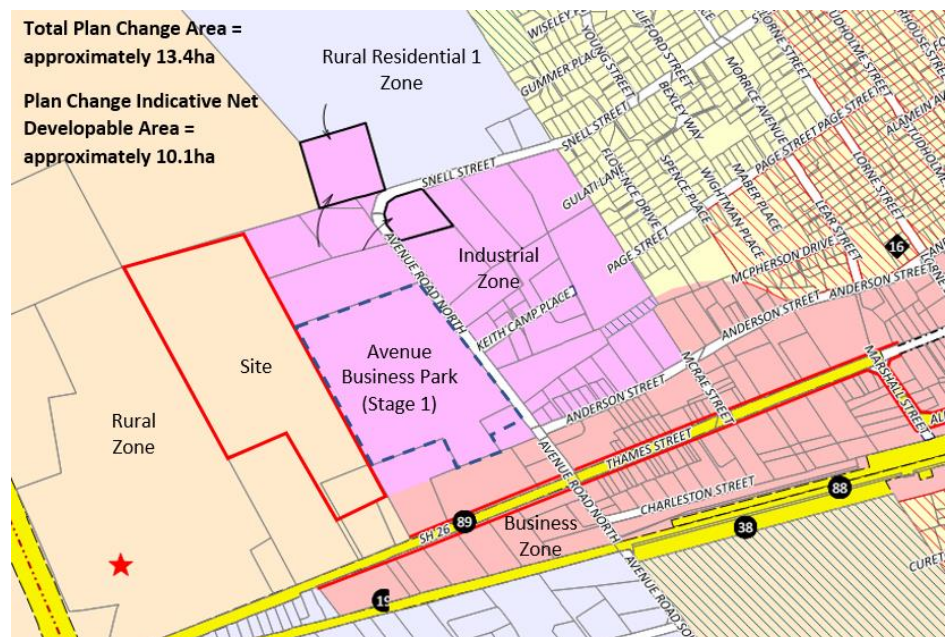 Total Plan Change Area =
approximately 13.4ha
Plan Change Indicative Net
Developable Area =
approximately 10.1ha
Rural Residential 1
Zone
GUMMER PLACE
YOUNG STREET
BEXLEY WAY
MORRICE AVENUE
LORNE STREET
SNELL STREET
SNELL STREET
GULATI LANE
FLORENCE DRIVE
SPENCE PLACE
WIGHTMAN PLACE
MABER PLACE
PAGE STREET
PAGE STREET
PAGE STREET
LEAR STREET
LORNE STREET
MCPHERSON DRIVE
16
ANDERSON STREET
ANDERSON STREET
ANDERSON STREET
AVENUE ROAD NORTH
Industrial
Zone
KEITH CAMP PLACE
Site
Avenue
Business Park
(Stage 1)
MCRAE STREET
MARSHALL STREET
Rural
Zone
THAMES STREET
AVENUE ROAD NORTH
CHARLESTON STREET
SH 26
89
88
38
Business
Zone
19